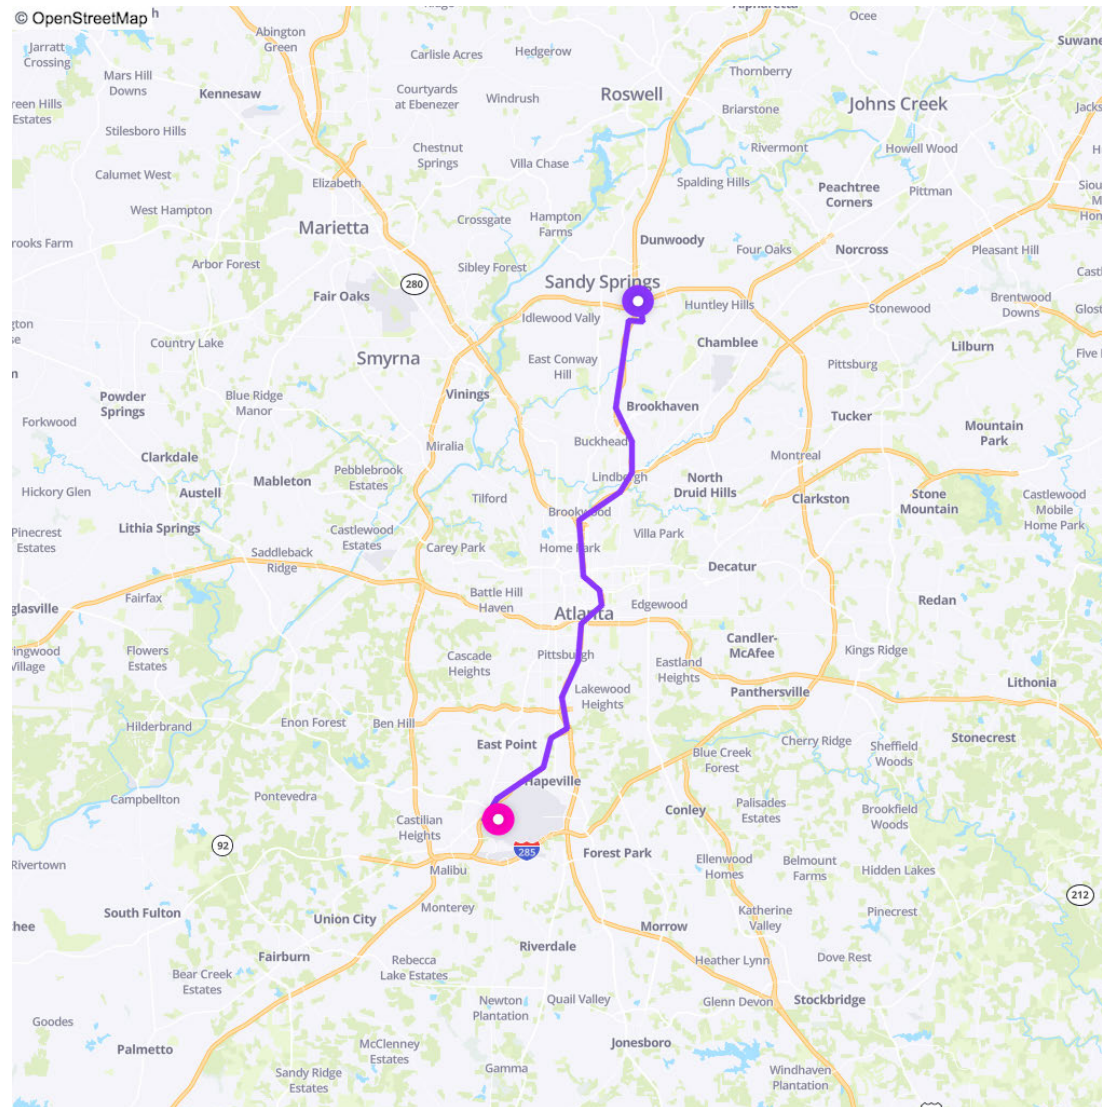 © OpenStreetMap
Ocee
Suwane
Jarratt
Crossing
Abington
Green
Carlisle Acres
Hedgerow
Mars Hill
Downs
Kennesaw
Courtyards
at Ebenezer
Windrush
Roswell
Thornberry
Briarstone
Johns Creek
Jacks
een Hills
Estates
Stilesboro Hills
Chestnut
Springs
Villa Chase
Rivermont
Howell Wood
Calumet West
Elizabeth
Spalding Hills
Peachtree
Corners
Pittman
West Hampton
Marietta
Crossgate
Hampton
Farms
Dunwoody
Four Oaks
Norcross
Pleasant Hill
rooks Farm
Arbor Forest
Sibley Forest
280
Sandy Springs
Fair Oaks
Huntley Hills
Stonewood
Brentwood
Downs
Idlewood Vally
Country Lake
Smyrna
East Conway
Hill
Chamblee
Lilburn
Pittsburg
Vinings
Powder
Springs
Blue Ridge
Manor
Brookhaven
Tucker
Mountain
Park
Forkwood
Miralia
Buckhead
Montreal
Clarkdale
Pebblebrook
Estates
Lindbergh
North
Druid Hills
Mableton
Hickory Glen
Austell
Tilford
Clarkston
Stone
Mountain
Castlewood
Mobile
Home Park
Lithia Springs
Castlewood
Estates
Brookwood
Villa Park
Pinecrest
Estates
Saddleback
Ridge
Carey Park
Home Park
Decatur
glasville
Fairfax
Battle Hill
Haven
Edgewood
Redan
Atlanta
ringwood
Village
Flowers
Estates
Cascade
Heights
Pittsburgh
Eastland
Heights
Candler-
McAfee
Kings Ridge
Lithonia
Lakewood
Heights
Panthersville
Hilderbrand
Enon Forest
Ben Hill
East Point
Blue Creek
Forest
Cherry Ridge
Sheffield
Woods
Stonecrest
Hapeville
Campbellton
Pontevedra
Castilian
Heights
Conley
Palisades
Estates
Brookfield
Woods
92
285
Forest Park
Ellenwood
Homes
Belmount
Farms
Hidden Lakes
Rivertown
Malibu
212
South Fulton
Union City
Monterey
Morrow
Katherine
Valley
Pinecrest
hee
Riverdale
Fairburn
Rebecca
Lake Estates
Heather Lynn
Dove Rest
Bear Creek
Estates
Newton
Plantation
Quail Valley
Glenn Devon
Stockbridge
Goodes
Palmetto
McClenney
Estates
Jonesboro
Sandy Ridge
Estates
Gamma
Windhaven
Plantation